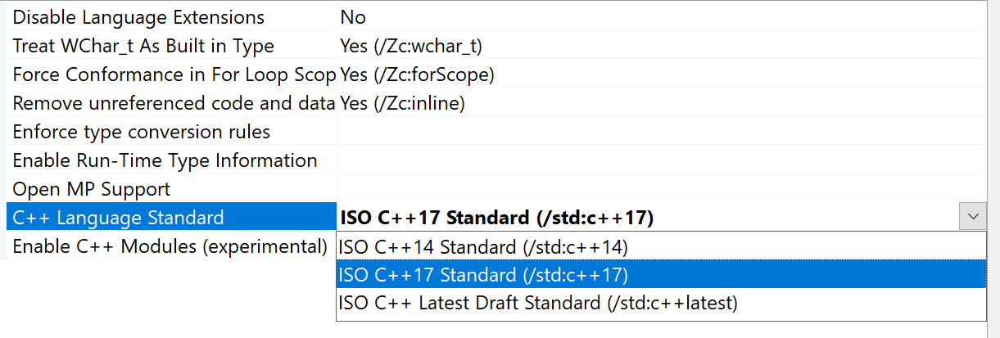 Disable Language Extensions No
Treat WChar_t As Built in Type Yes (/Zc:wchar_t)
Force Conformance in For Loop Scop Yes (/Zc:forScope)
Remove unreferenced code and data Yes (/Zc:inline)
Enforce type conversion rules
Enable Run-Time Type Information
Open MP Support
C++ Language Standard ISO C++17 Standard (/std:c++17)
Enable C++ Modules (experimental) ISO C++14 Standard (/std:c++14)
ISO C++17 Standard (/std:c++17)
ISO C++ Latest Draft Standard (/std:c++latest)